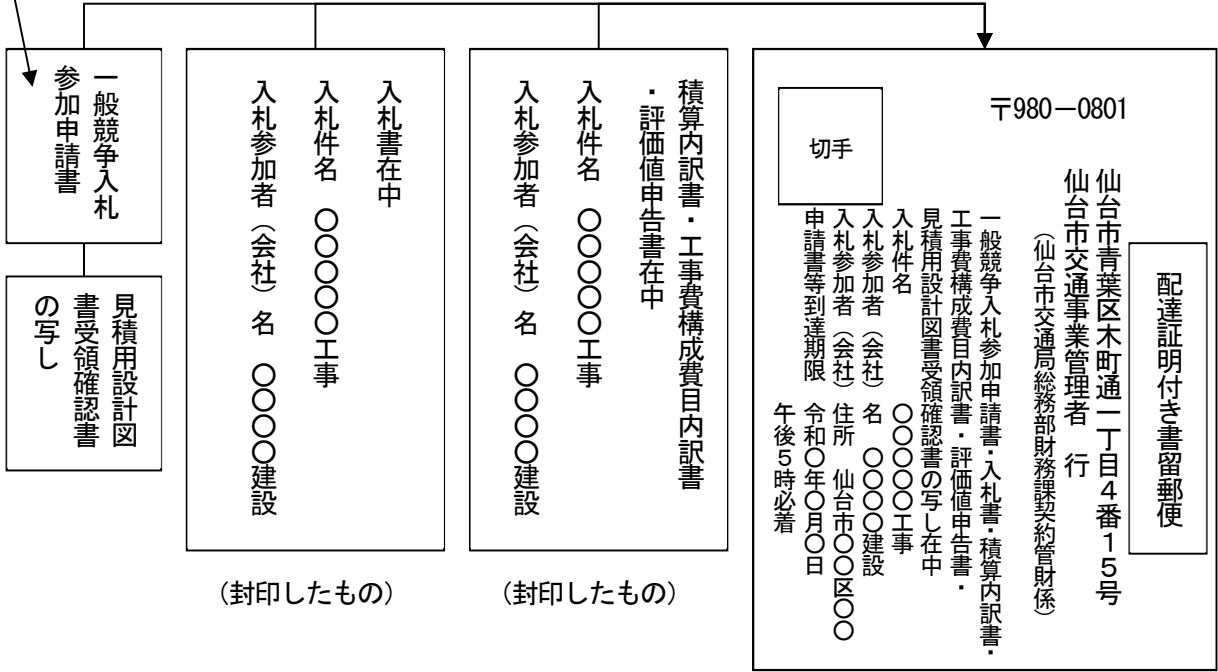 配達証明付き書留郵便
〒980－0801
仙台市青葉区木町通一丁目４番１５号
仙台市交通事業管理者　行
（仙台市交通局総務部財務課契約管財係）
切手
一般競争入札参加申請書・入札書・積算内訳書・
工事費構成費目内訳書・評価値申告書・
見積用設計図書受領確認書の写し在中
入札件名　〇〇〇〇〇工事
入札参加者（会社）名　〇〇〇〇建設
入札参加者（会社）住所　仙台市〇〇区〇〇
申請書等到達期限　令和〇年〇月〇日
午後５時必着
積算内訳書・工事費構成費目内訳書
・評価値申告書在中
入札件名　〇〇〇〇〇工事
入札参加者（会社）名　〇〇〇〇建設
（封印したもの）
入札書在中
入札件名　〇〇〇〇〇工事
入札参加者（会社）名　〇〇〇〇建設
（封印したもの）
一般競争入札
参加申請書
見積用設計図
書受領確認書
の写し